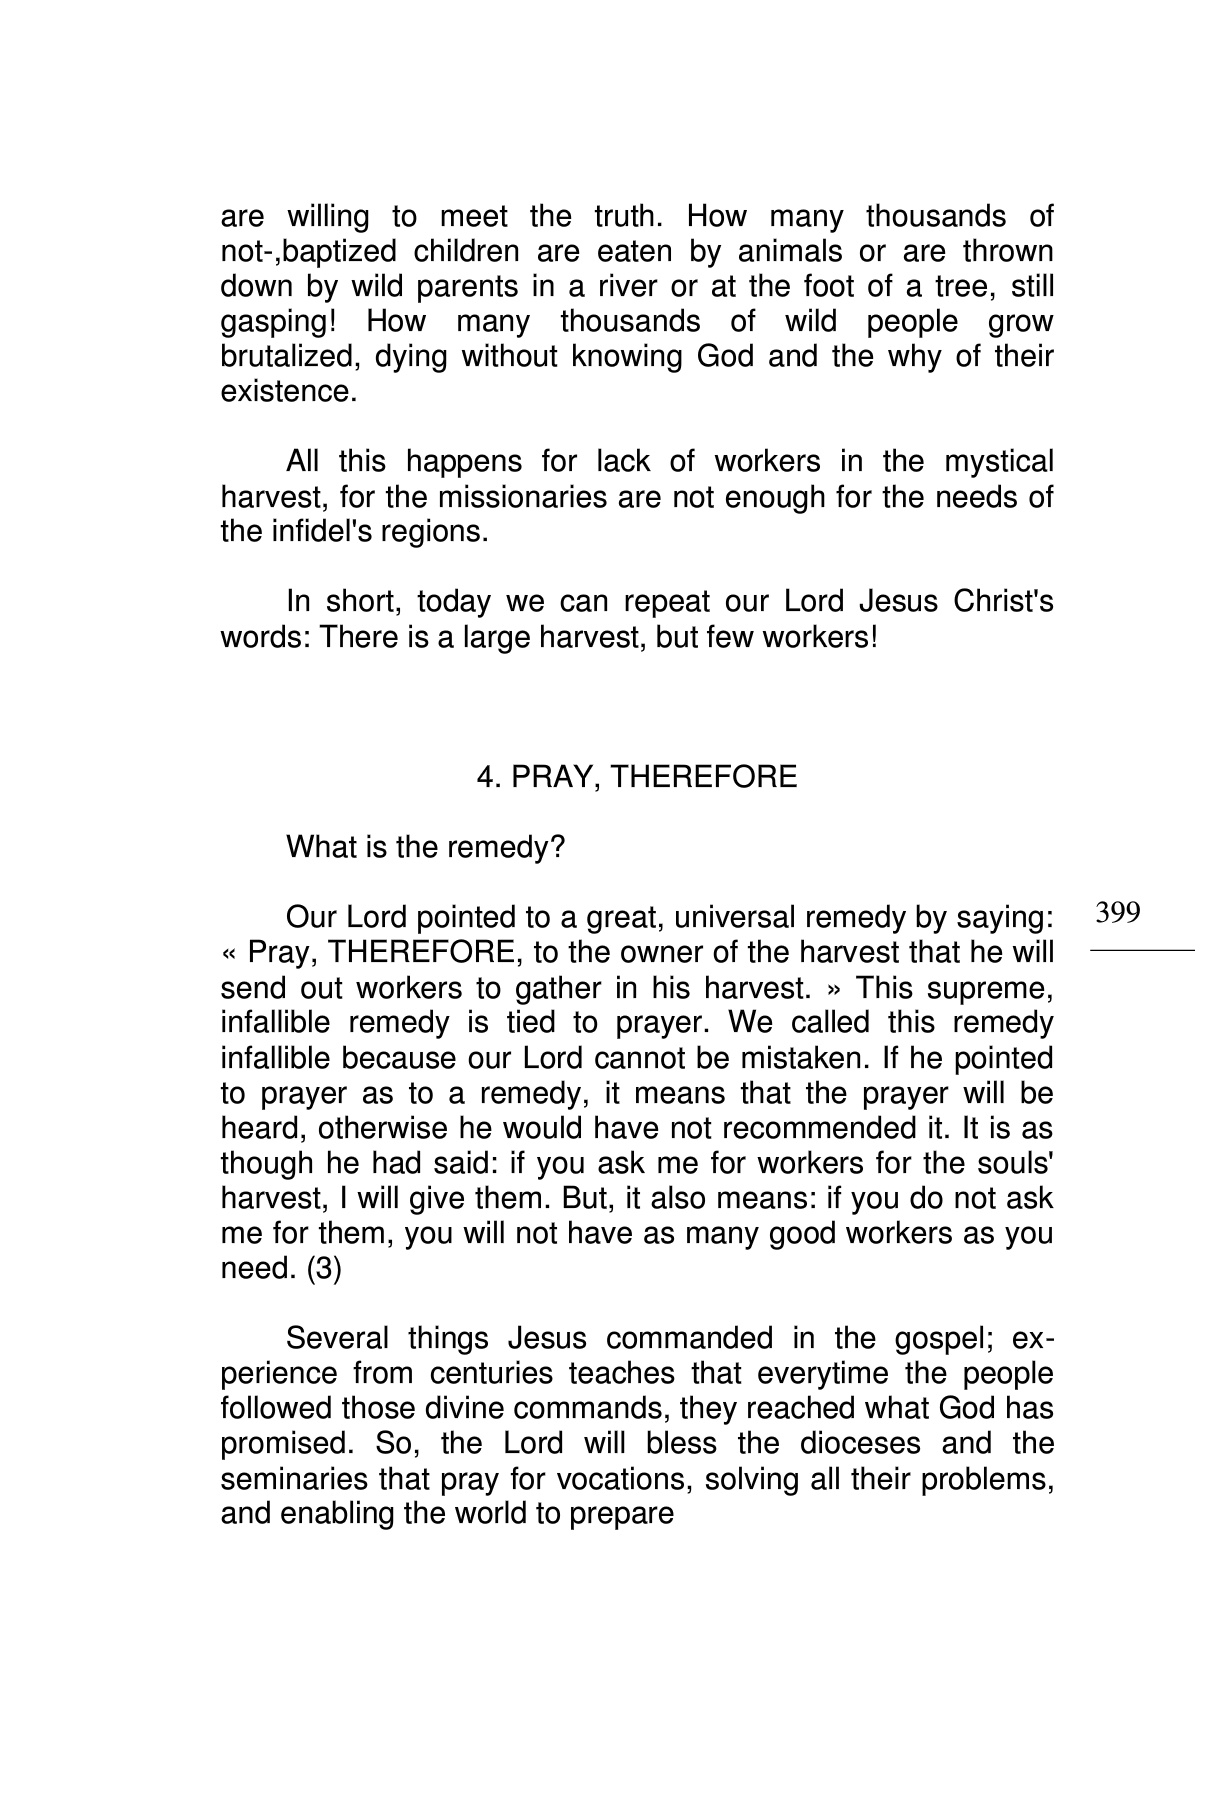 are willing to meet the truth. How many thousands of
not-,baptized children are eaten by animals or are thrown
down by wild parents in a river or at the foot of a tree, still
gasping! How many thousands of wild people grow
brutalized, dying without knowing God and the why of their
existence.
All this happens for lack of workers in the mystical
harvest, for the missionaries are not enough for the needs of
the infidel's regions.
In short, today we can repeat our Lord Jesus Christ's
words: There is a large harvest, but few workers!
4. PRAY, THEREFORE
What is the remedy?
Our Lord pointed to a great, universal remedy by saying:
« Pray, THEREFORE, to the owner of the harvest that he will
send out workers to gather in his harvest. » This supreme,
infallible remedy is tied to prayer. We called this remedy
infallible because our Lord cannot be mistaken. If he pointed
to prayer as to a remedy, it means that the prayer will be
heard, otherwise he would have not recommended it. It is as
though he had said: if you ask me for workers for the souls'
harvest, I will give them. But, it also means: if you do not ask
me for them, you will not have as many good workers as you
need. (3)
Several things Jesus commanded in the gospel; ex-
perience from centuries teaches that everytime the people
followed those divine commands, they reached what God has
promised. So, the Lord will bless the dioceses and the
seminaries that pray for vocations, solving all their problems,
and enabling the world to prepare
399